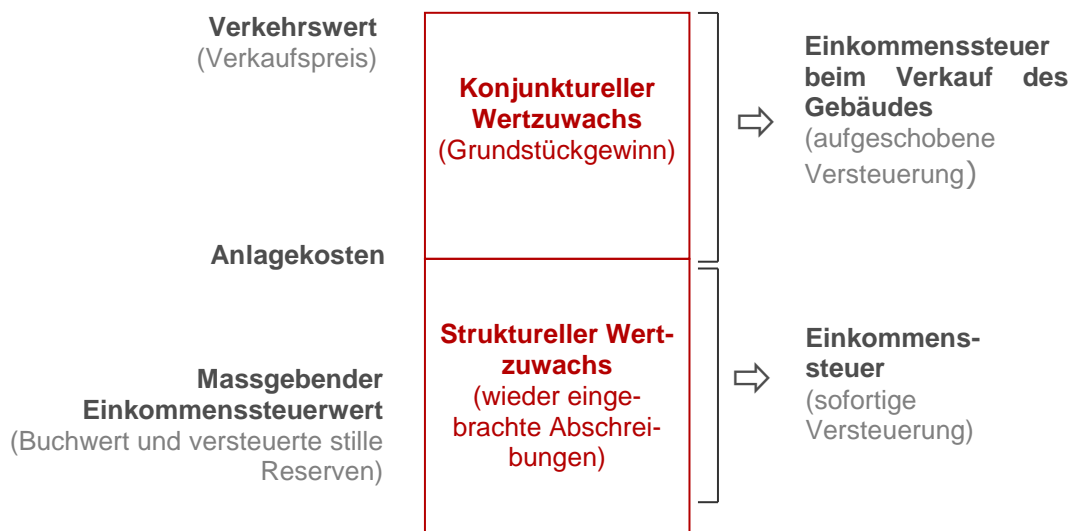 Verkehrswert
(Verkaufspreis)
Konjunktureller
Wertzuwachs
(Grundstückgewinn)
Einkommenssteuer
beim Verkauf des
Gebäudes
(aufgeschobene
Versteuerung)
Anlagekosten
Massgebender
Einkommenssteuerwert
(Buchwert und versteuerte stille
Reserven)
Struktureller Wert-
zuwachs
(wieder einge-
brachte Abschrei-
bungen)
Einkommens-
steuer
(sofortige
Versteuerung)